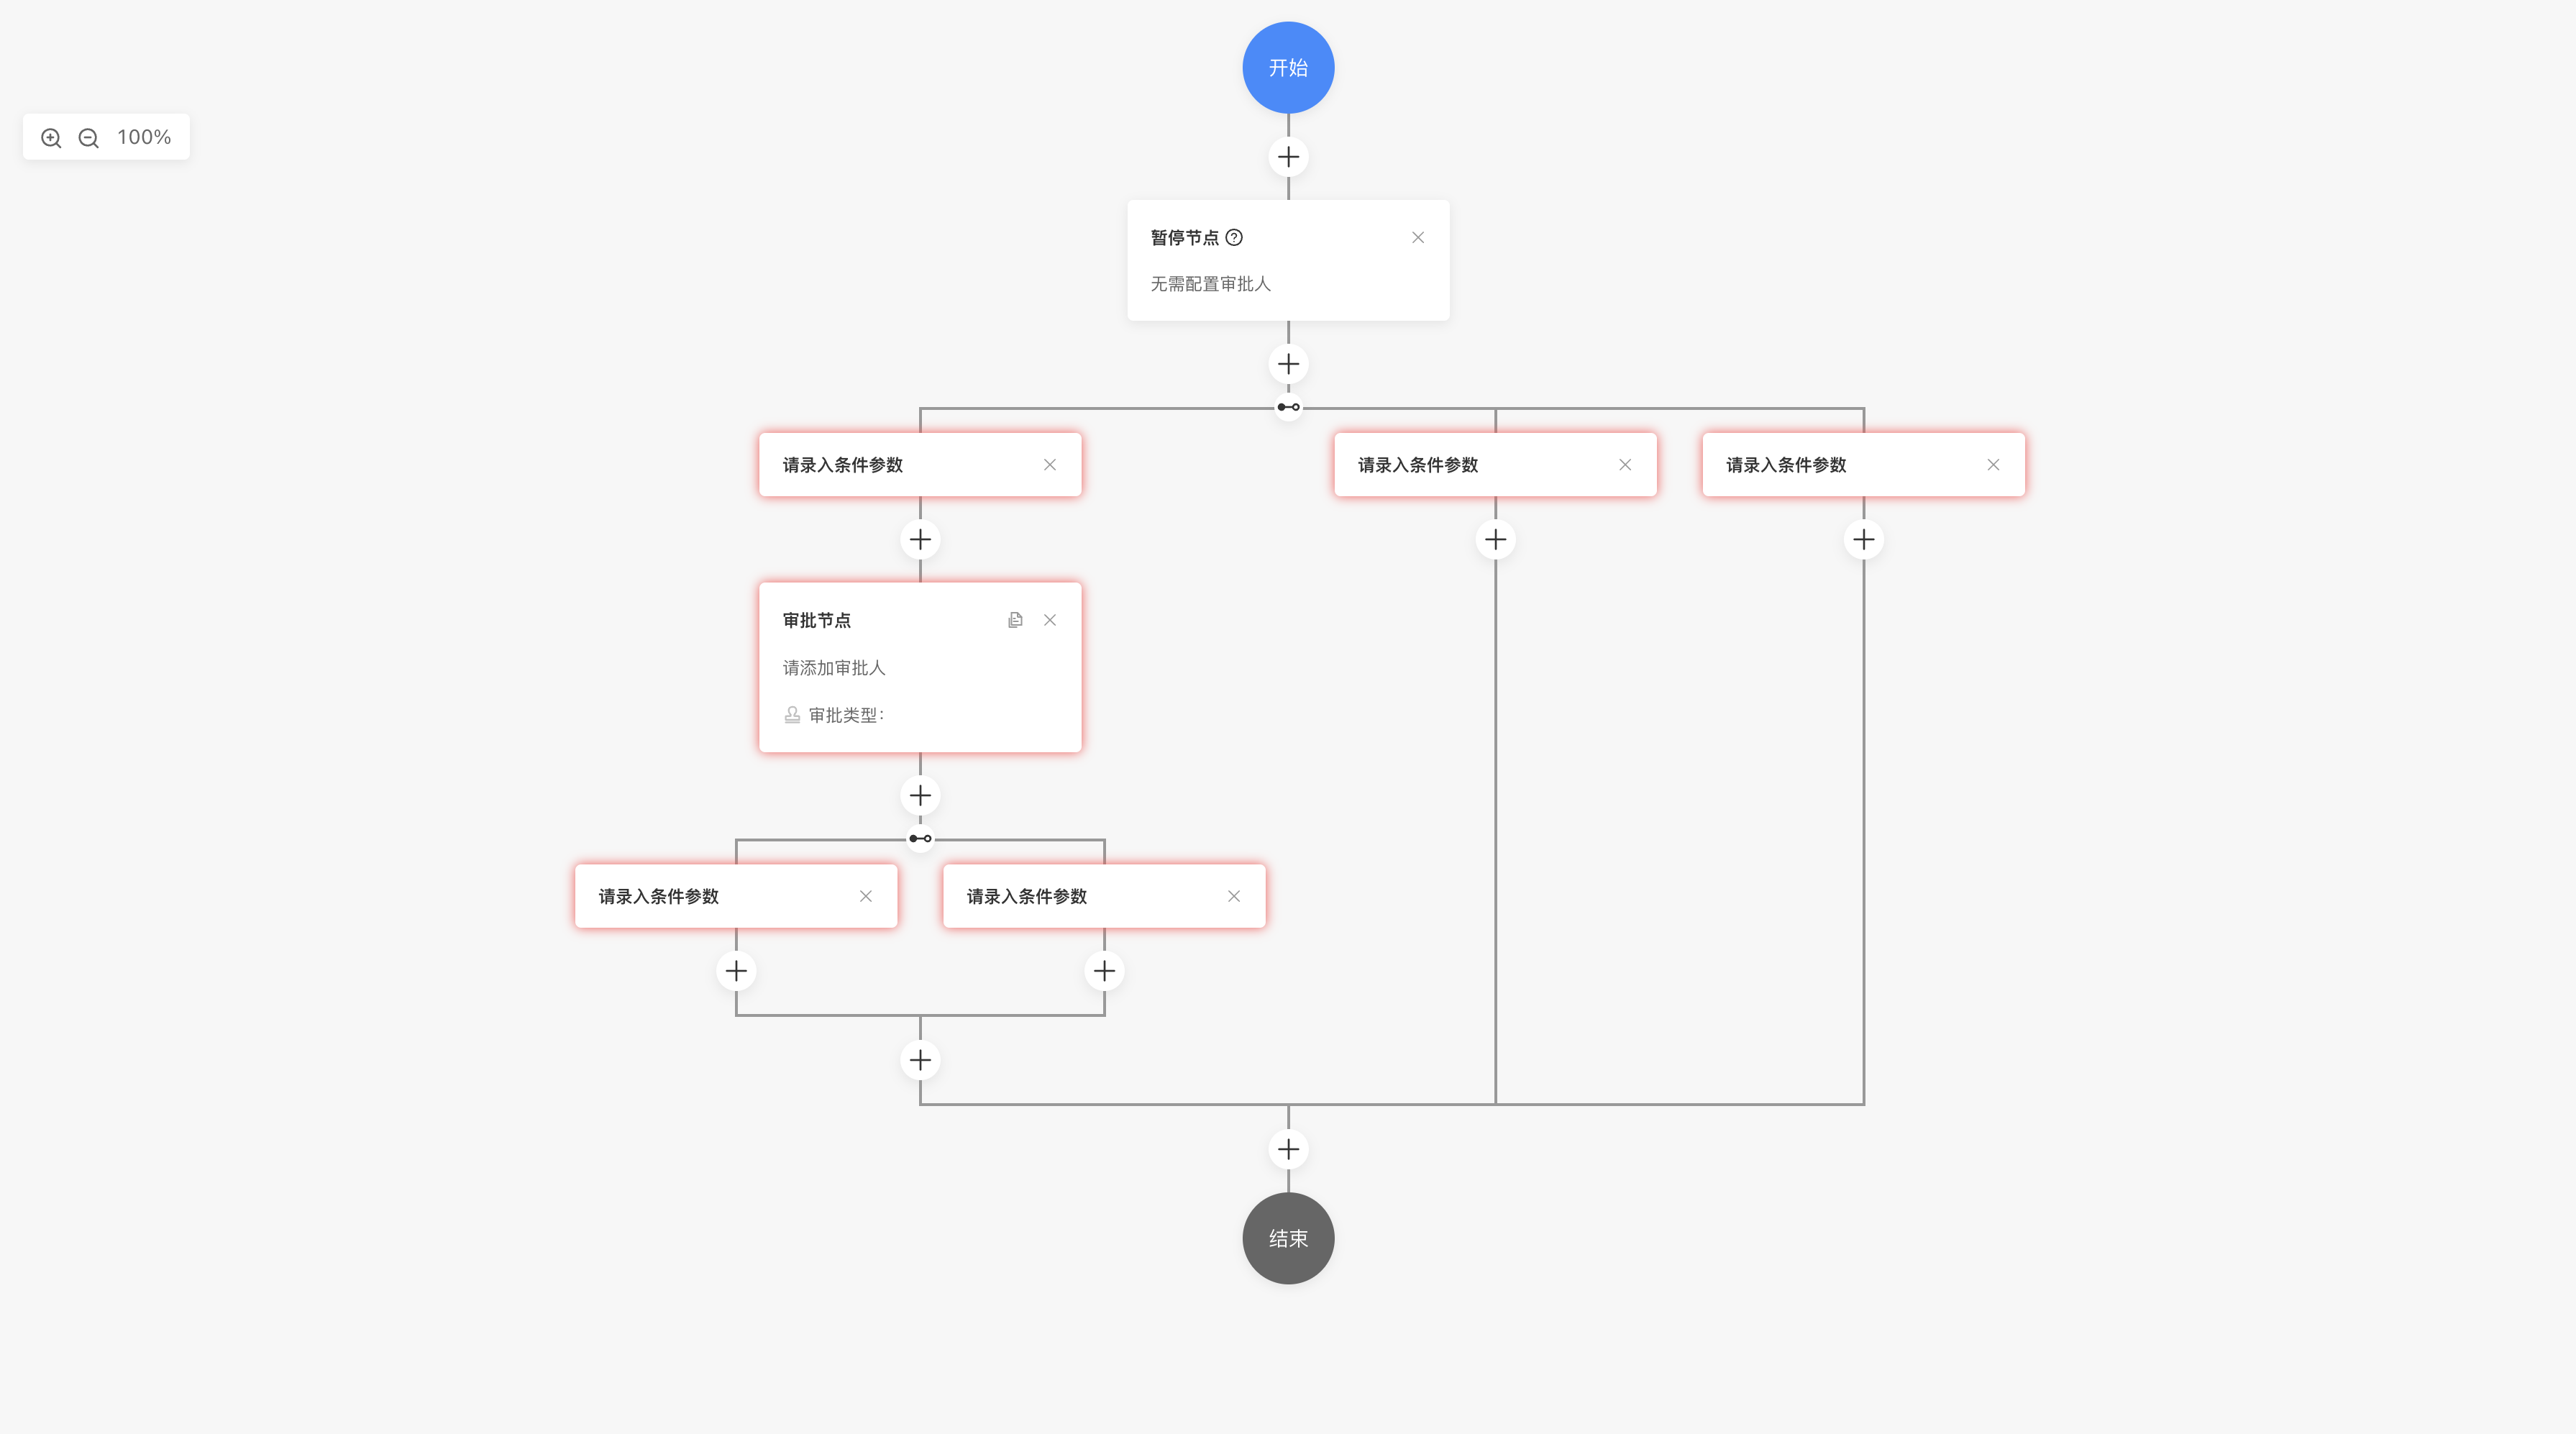 开始
100%
暂停节点
无需配置审批人
请录入条件参数
请录入条件参数
请录入条件参数
审批节点
请添加审批人
审批类型：
请录入条件参数
请录入条件参数
结束